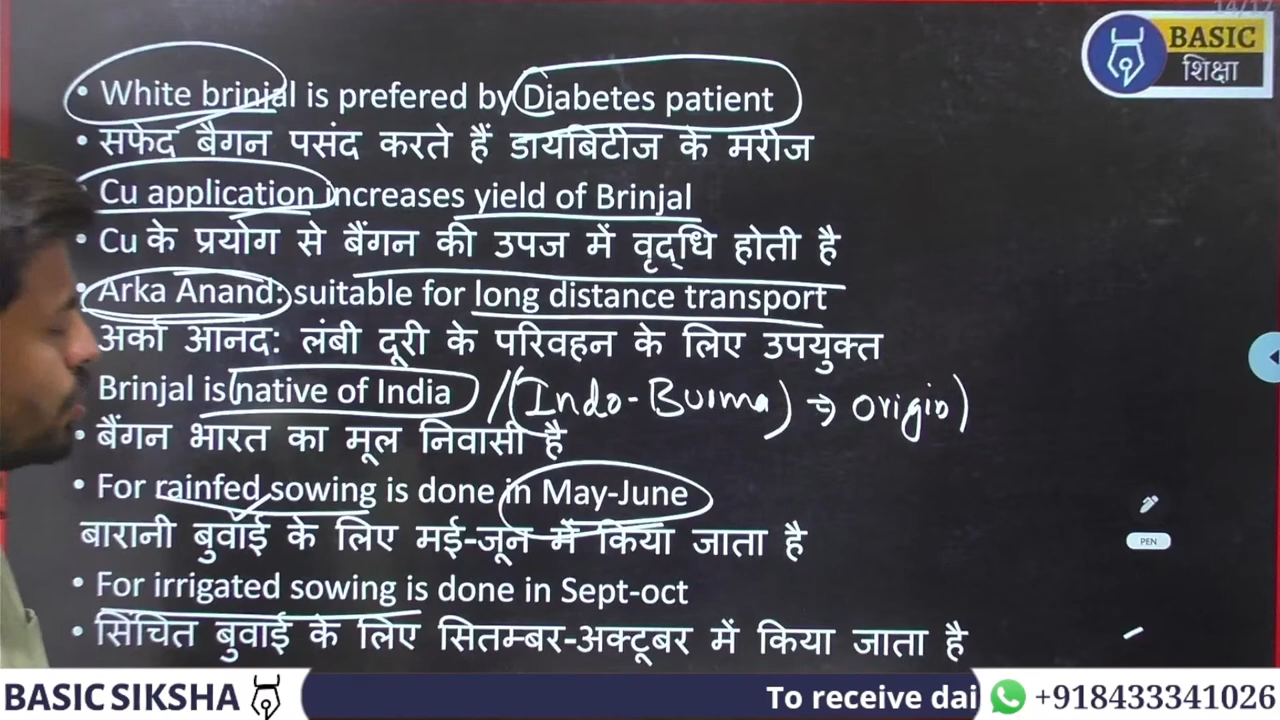 14/17
BASIC
शिक्षा
• White brinjal is prefered by Diabetes patient
• सफेद बैगन पसंद करते हैं डायबिटीज के मरीज
Cu application increases yield of Brinjal
• Cu के प्रयोग से बैंगन की उपज में वृद्धि होती है
• Arka Anand: suitable for long distance transport
अर्का आनद: लंबी दूरी के परिवहन के लिए उपयुक्त
Brinjal is native of India /(Indo-Burma) → Origin)
• बैंगन भारत का मूल निवासी है
• For rainfed sowing is done in May-June
बारानी बुवाई के लिए मई-जून में किया जाता है
• For irrigated sowing is done in Sept-oct
• सिंचित बुवाई के लिए सितम्बर-अक्टूबर में किया जाता है
PEN
BASIC SIKSHA To receive dai +918433341026